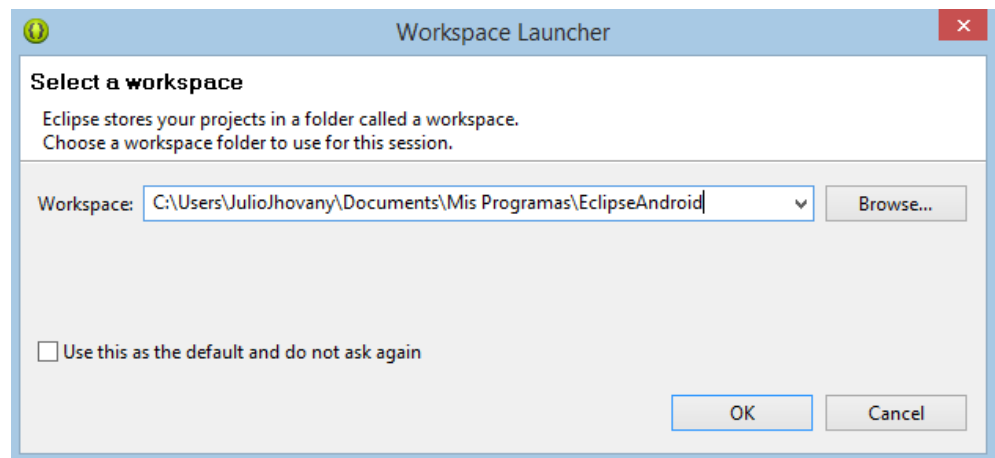 Workspace Launcher
Select a workspace
Eclipse stores your projects in a folder called a workspace.
Choose a workspace folder to use for this session.
Workspace: C:\Users\JulioJhovany\Documents\Mis Programas\EclipseAndroid Browse...
Use this as the default and do not ask again
OK Cancel